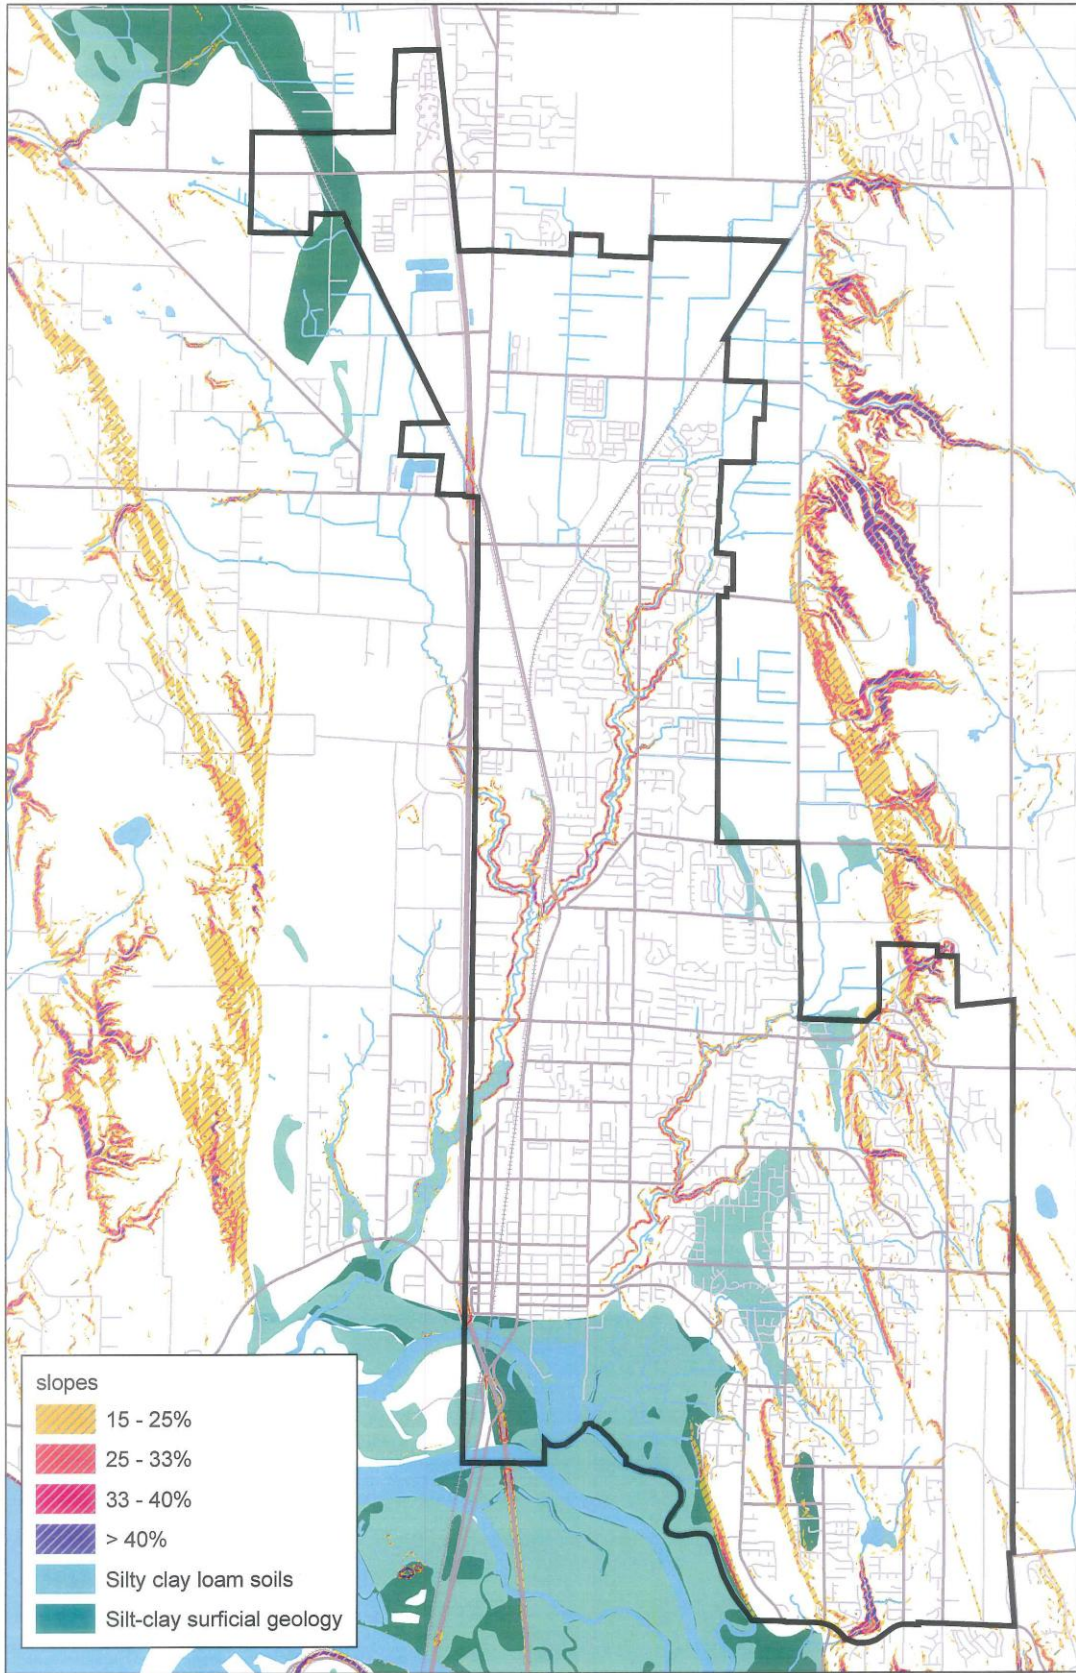 slopes
15 - 25%
25 - 33%
33 - 40%
> 40%
Silty clay loam soils
Silt-clay surficial geology